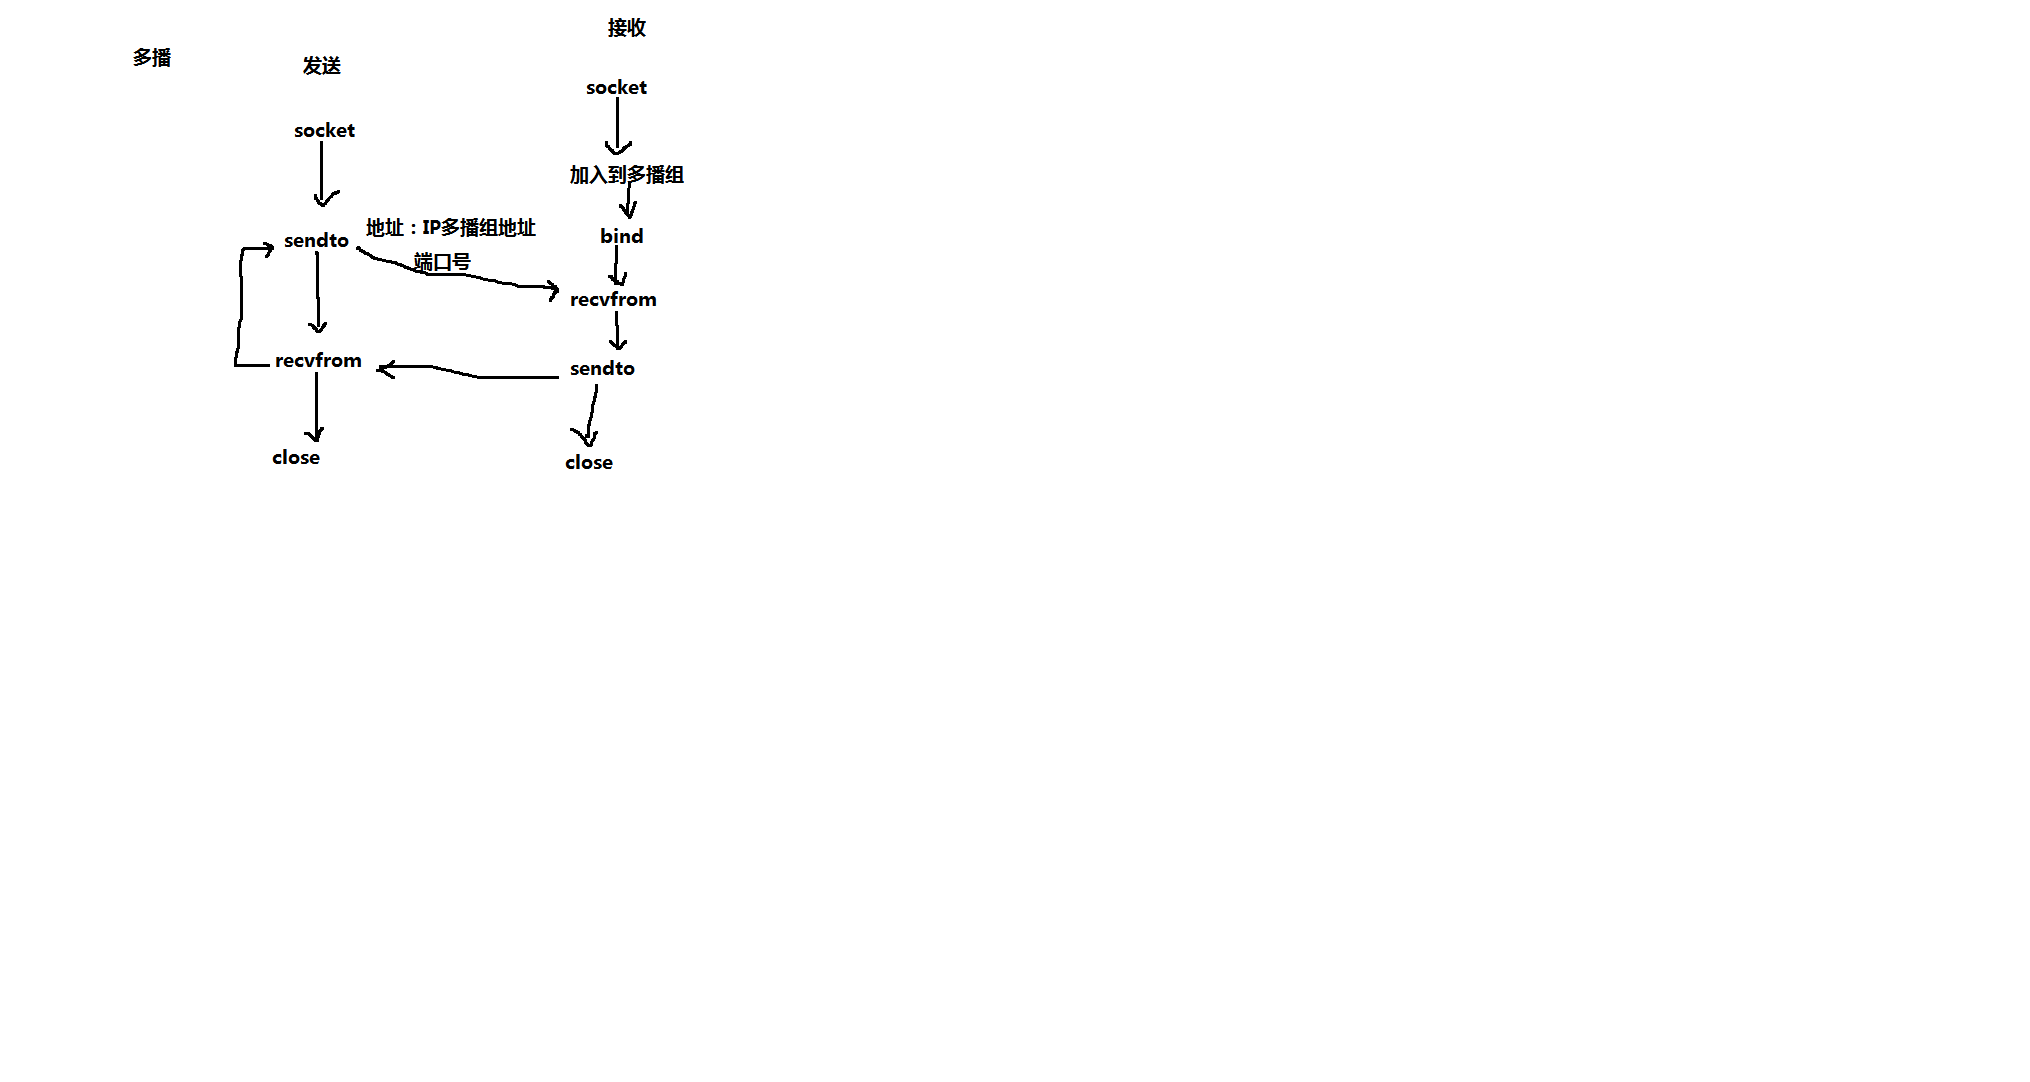 多播
发送
socket
sendto
地址：IP多播组地址
端口号
recvfrom
close
接收
socket
加入到多播组
bind
recvfrom
sendto
close